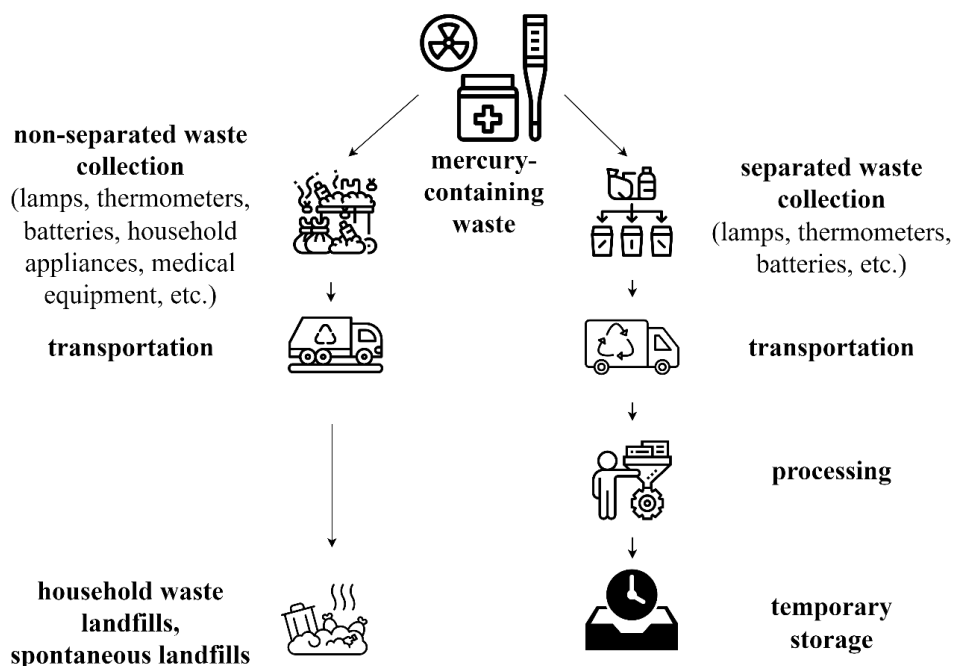 mercury-
containing
waste
non-separated waste
collection
(lamps, thermometers,
batteries, household
appliances, medical
equipment, etc.)
separated waste
collection
(lamps, thermometers,
batteries, etc.)
transportation
transportation
processing
household waste
landfills,
spontaneous landfills
temporary
storage